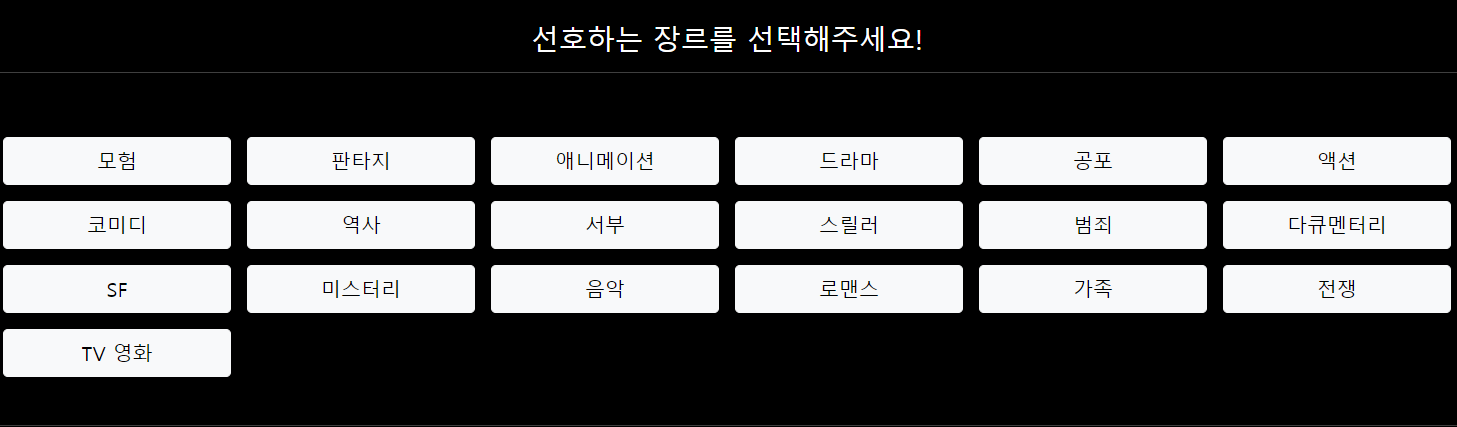 선호하는 장르를 선택해주세요!
모험 판타지 애니메이션 드라마 공포 액션
코미디 역사 서부 스릴러 범죄 다큐멘터리
SF 미스터리 음악 로맨스 가족 전쟁
TV 영화